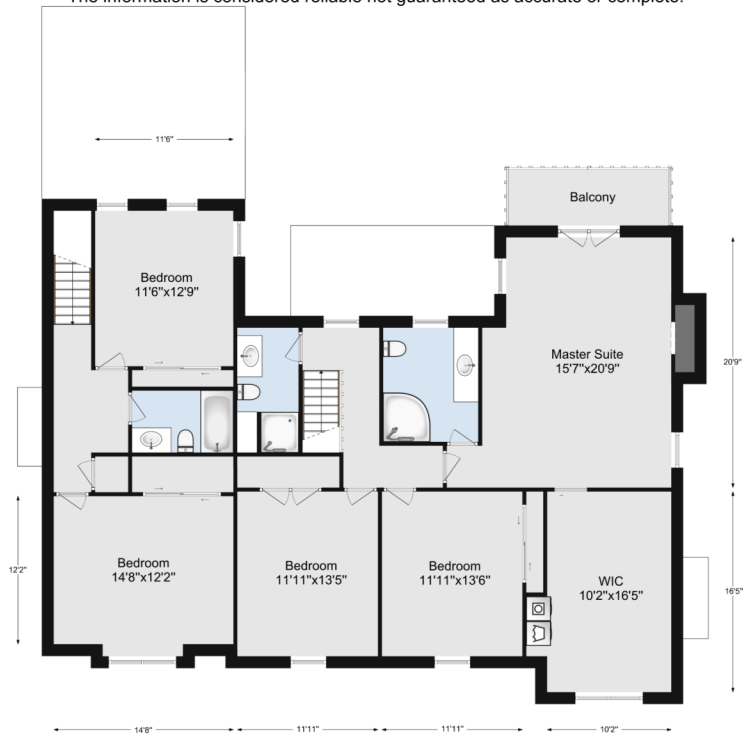 The information is considered reliable not guaranteed as accurate or complete.
11'6"
Balcony
Bedroom
11'6"x12'9"
Master Suite
15'7"x20'9"
20'9"
12'2"
Bedroom
14'8"x12'2"
Bedroom
11'11"x13'5"
Bedroom
11'11"x13'6"
WIC
10'2"x16'5"
16'5"
14'8"
11'11"
11'11"
10'2"